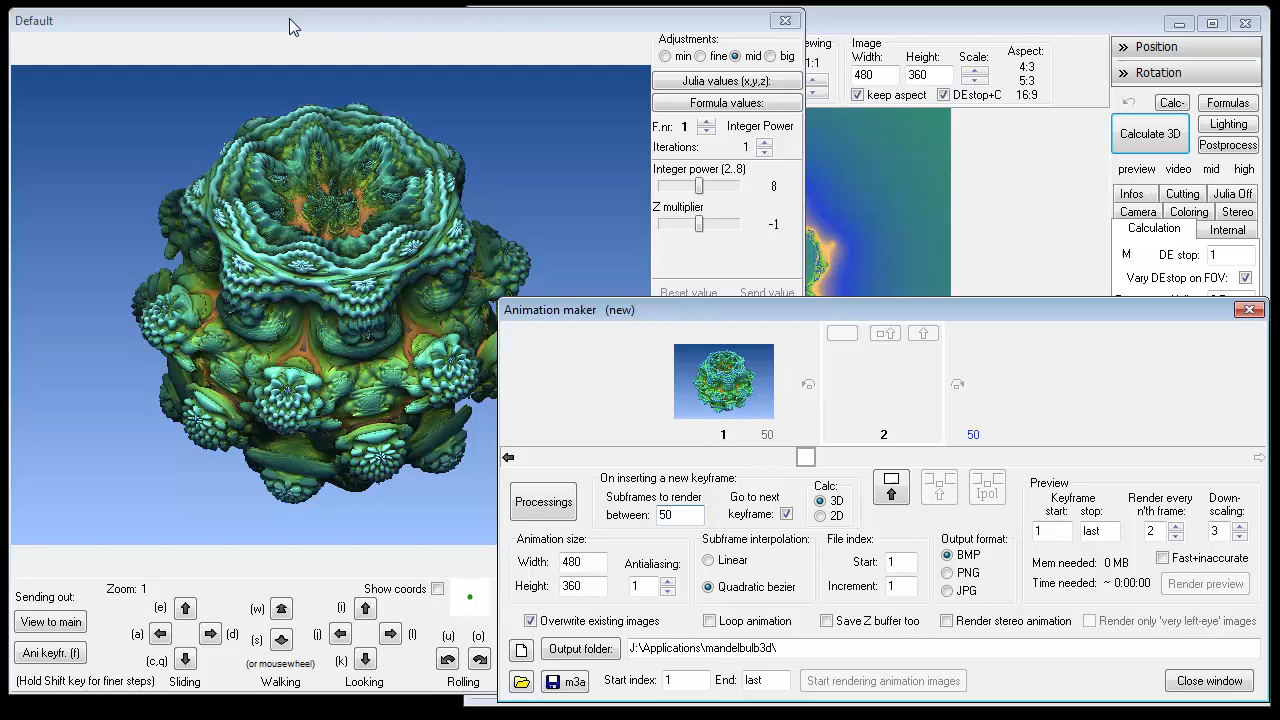 Default
Adjustments:
min fine mid big
Julia values (x,y,z):
Formula values:
F.nr: 1 Integer Power
Iterations: 1
Integer power (2..8)
8
Z multiplier
-1
Reset value Send value
Zoom: 1
Show coords
Sending out:
View to main
Ani keyfr. (f)
(Hold Shift key for finer steps)
(e)
(a) (d)
(c,q)
Sliding
(w)
(s)
(or mousewheel)
Walking
(i)
(j) (l)
(k)
Looking
(u) (o)
Rolling
ewing
1:1
Image
Width: Height: Scale:
480 360
keep aspect DEstop+C
Aspect:
4:3
5:3
16:9
Position
Rotation
Calc- Formulas
Calculate 3D Lighting
Postprocess
preview video mid high
Infos Cutting Julia Off
Camera Coloring Stereo
Calculation Internal
M DE stop: 1
Vary DEstop on FOV:
Animation maker (new)
1 50 2 50
Processings
On inserting a new keyframe:
Subframes to render
between: 50
Go to next
keyframe:
Calc:
3D
2D
Ipol
Preview
Keyframe
start: stop:
1 last
Render every
n'th frame:
2
Down-
scaling:
3
Fast+inaccurate
Mem needed: 0 MB
Time needed: ~ 0:00:00 Render preview
Animation size:
Width: 480
Height: 360
Antialiasing:
1
Subframe interpolation:
Linear
Quadratic bezier
File index:
Start: 1
Increment: 1
Output format:
BMP
PNG
JPG
Overwrite existing images Loop animation Save Z buffer too Render stereo animation Render only 'very left-eye' images
Output folder: J:\Applications\mandelbulb3d\
m3a Start index: 1 End: last Start rendering animation images Close window